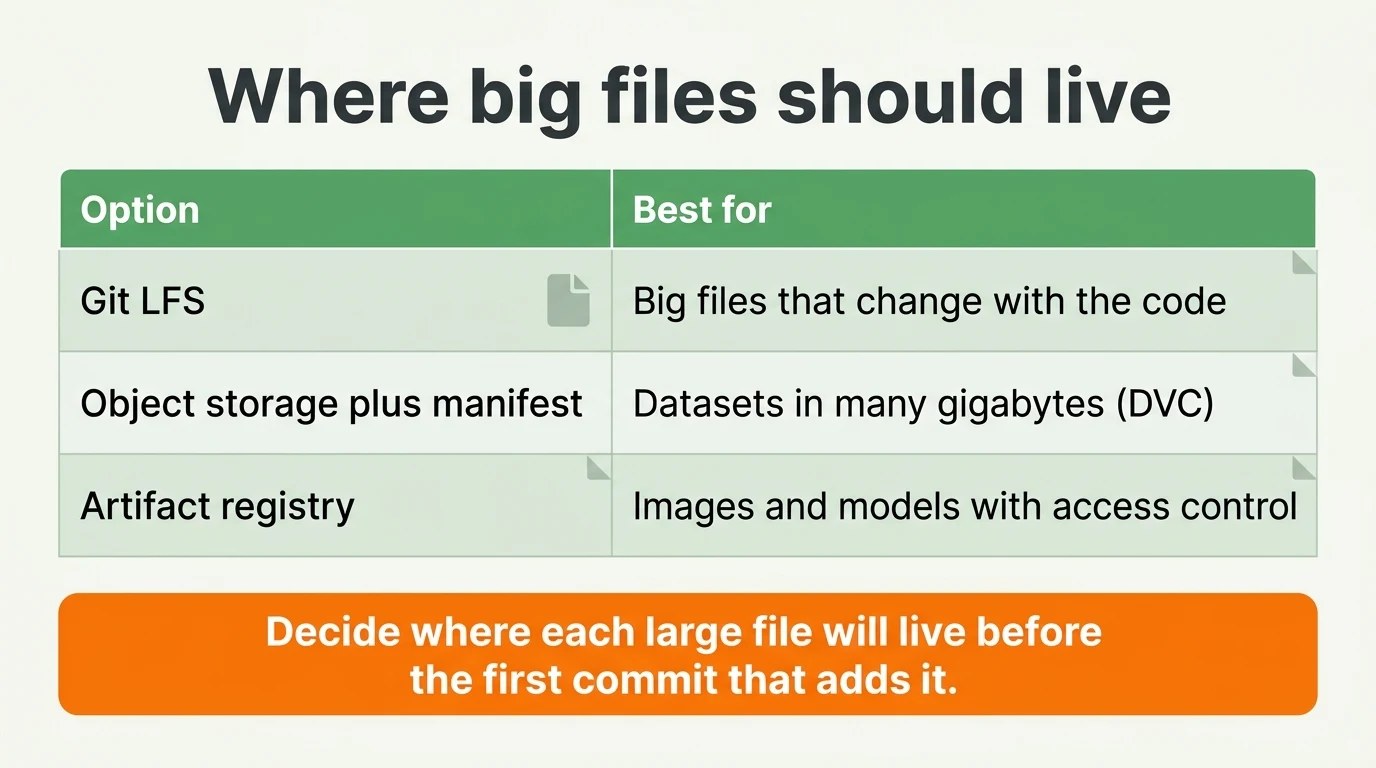 Where big files should live
Option
Best for
Git LFS
Big files that change with the code
Object storage plus manifest
Datasets in many gigabytes (DVC)
Artifact registry
Images and models with access control
Decide where each large file will live before
the first commit that adds it.